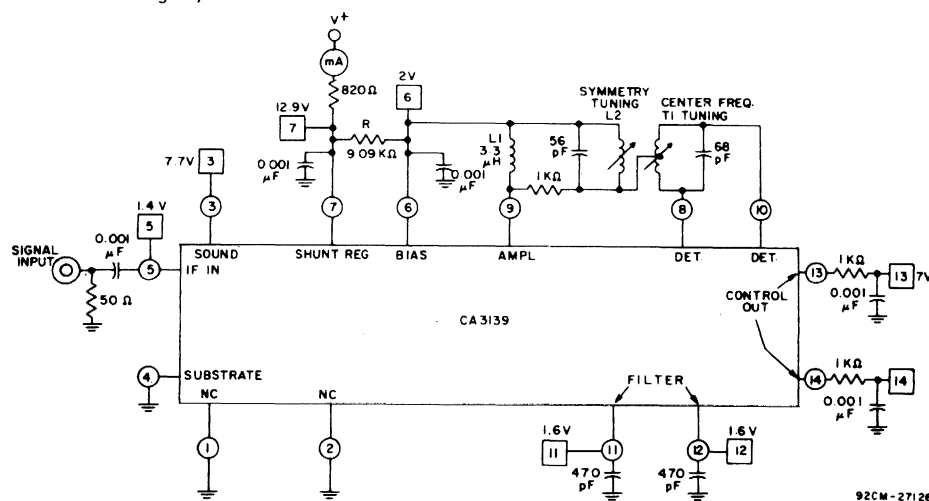 V+
mA
820Ω
12.9V
7
R
9.09 KΩ
0.001
μF
2V
6
0.001
μF
L1
3.3
μH
1KΩ
56
pF
SYMMETRY
TUNING
L2
CENTER FREQ.
T1 TUNING
68
pF
7.7V
3
3
7
6
9
8
10
1.4 V
5
0.001
μF
SIGNAL
INPUT
50 Ω
5
IF IN
SOUND
SHUNT REG
BIAS
AMPL
DET.
DET.
CA3139
CONTROL
OUT
13
1KΩ
13
7V
0.001
μF
14
1KΩ
14
0.001
μF
4
SUBSTRATE
NC
NC
FILTER
1
2
1.6V
11
11
470
pF
12
1.6V
12
470
pF
92CM-27126